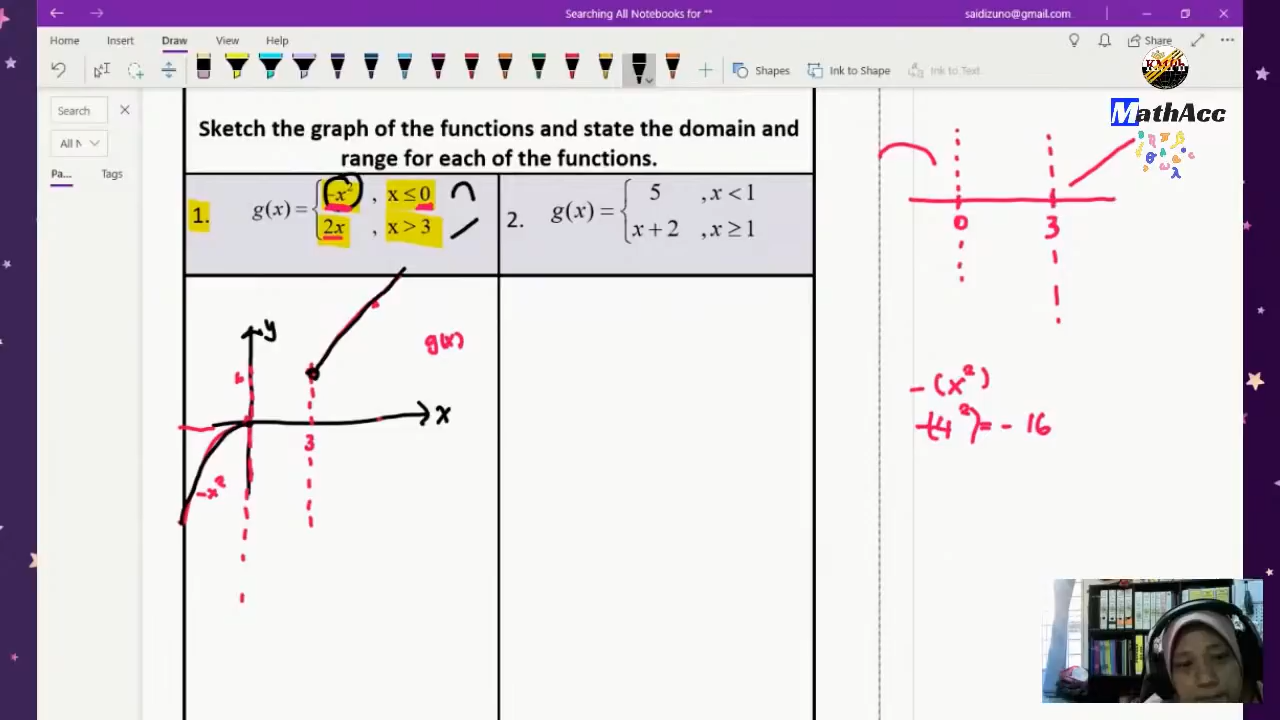 Searching All Notebooks for ""
saidizuno@gmail.com
Home Insert Draw View Help
Share
Shapes
Ink to Shape
Ink to Text
Search
All N
Pa...
Tags
KMPk
MathAcc
Sketch the graph of the functions and state the domain and
range for each of the functions.
1. g(x) = { -x² , x ≤ 0
2x , x > 3
2. g(x) = { 5 , x < 1
x + 2 , x ≥ 1
0 3
y
g(x)
6
x
3
-x²
-(x²)
-(4²) = -16